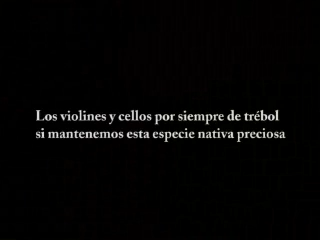 Los violines y cellos por siempre de trébol
si mantenemos esta especie nativa preciosa